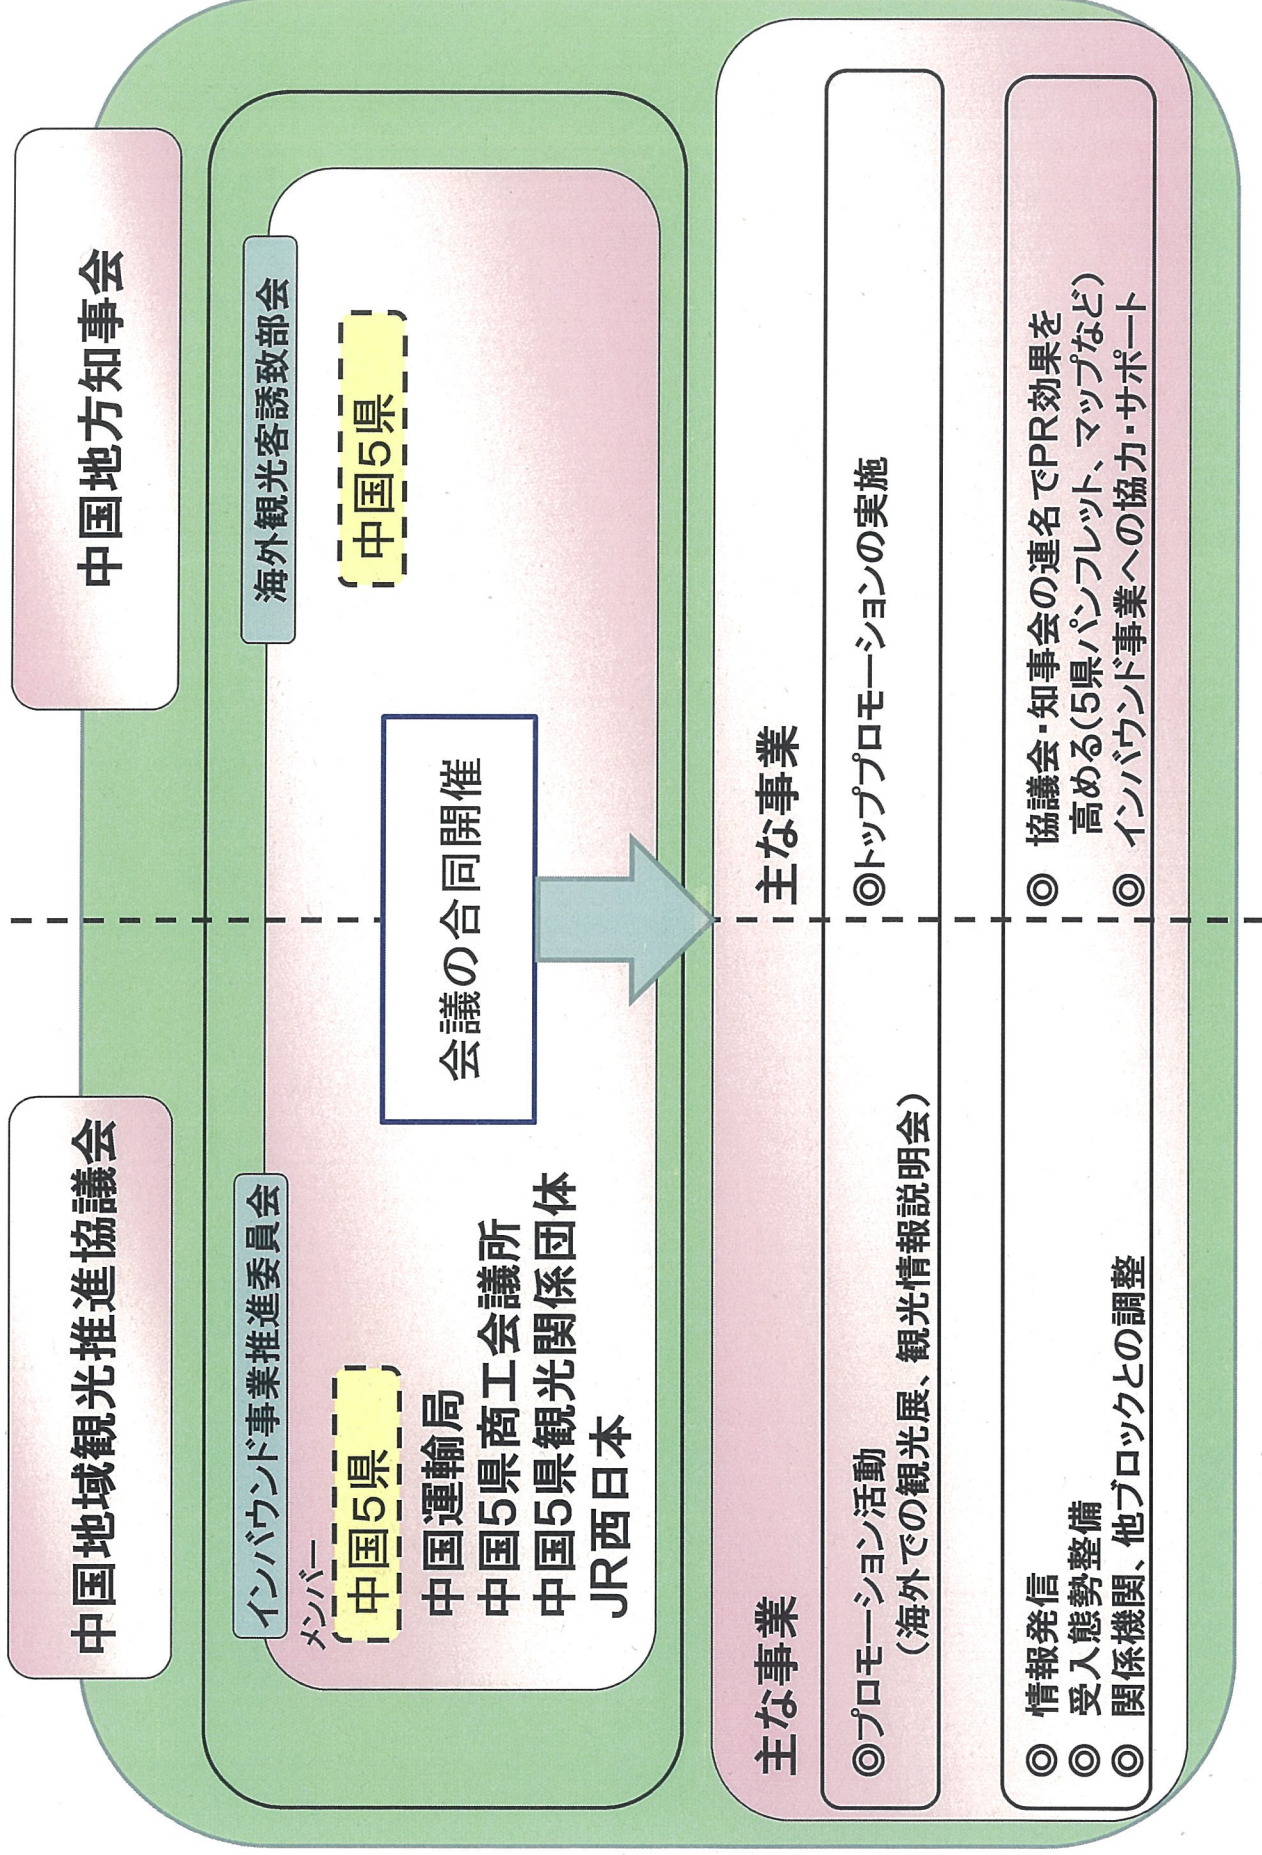 中国地域観光推進協議会
中国地方知事会
インバウンド事業推進委員会
海外観光客誘致部会
メンバー
中国5県
中国運輸局
中国5県商工会議所
中国5県観光関係団体
JR西日本
中国5県
会議の合同開催
主な事業
◎プロモーション活動
（海外での観光展、観光情報説明会）
◎ 情報発信
◎ 受入態勢整備
◎ 関係機関、他ブロックとの調整
主な事業
◎トッププロモーションの実施
◎ 協議会・知事会の連名でPR効果を
高める（5県パンフレット、マップなど）
◎ インバウンド事業への協力・サポート